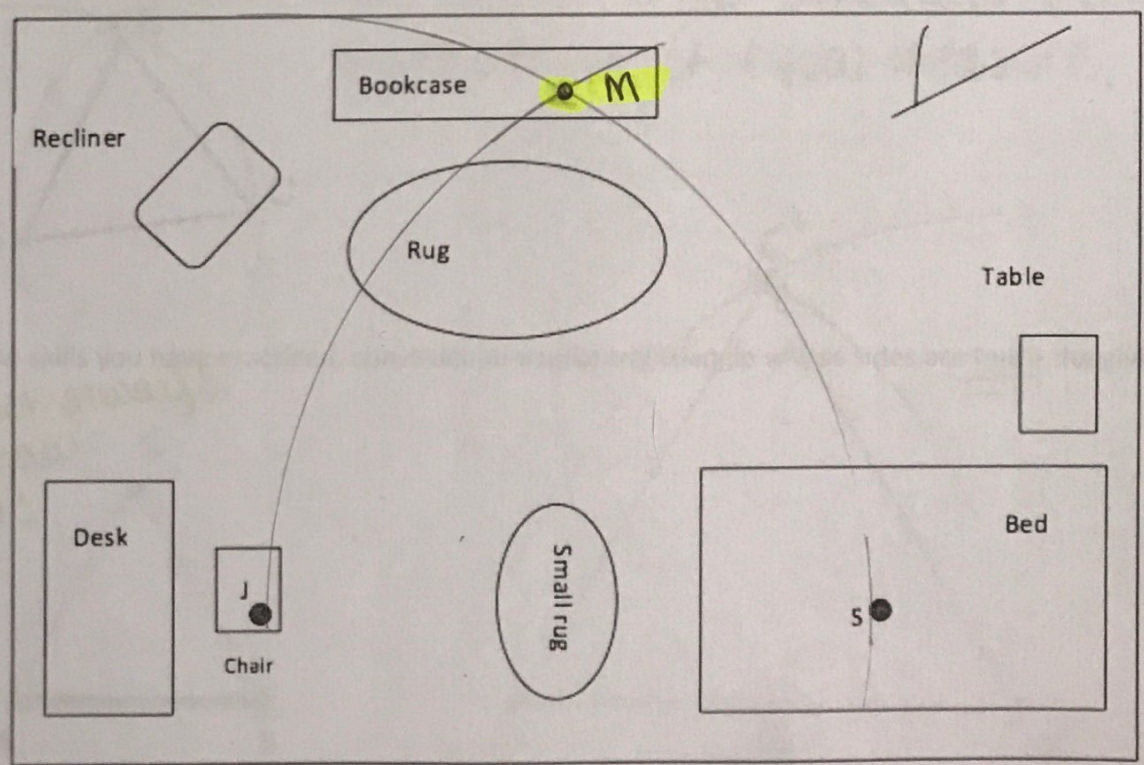 Bookcase
M
Recliner
Rug
Table
Desk
Bed
J
Small rug
S
Chair